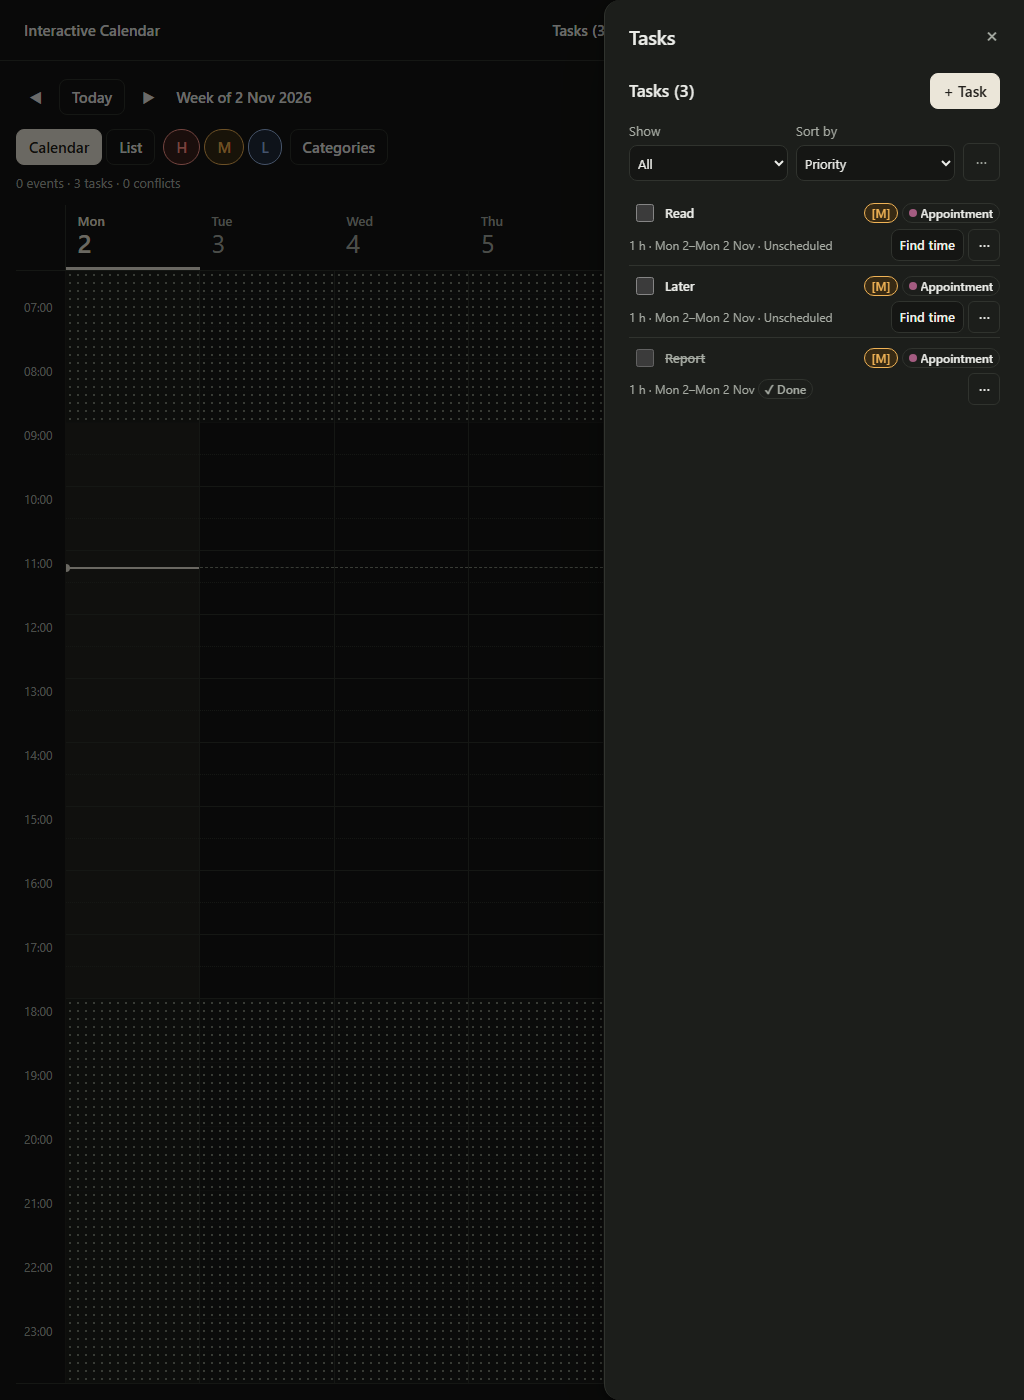 Interactive Calendar
Tasks (3
◀ Today ▶ Week of 2 Nov 2026
Calendar List H M L Categories
0 events · 3 tasks · 0 conflicts
Mon Tue Wed Thu
2 3 4 5
07:00
08:00
09:00
10:00
11:00
12:00
13:00
14:00
15:00
16:00
17:00
18:00
19:00
20:00
21:00
22:00
23:00
Tasks ×
Tasks (3) + Task
Show Sort by
All Priority ...
Read [M] Appointment
1 h · Mon 2–Mon 2 Nov · Unscheduled Find time ...
Later [M] Appointment
1 h · Mon 2–Mon 2 Nov · Unscheduled Find time ...
Report [M] Appointment
1 h · Mon 2–Mon 2 Nov ✓ Done ...